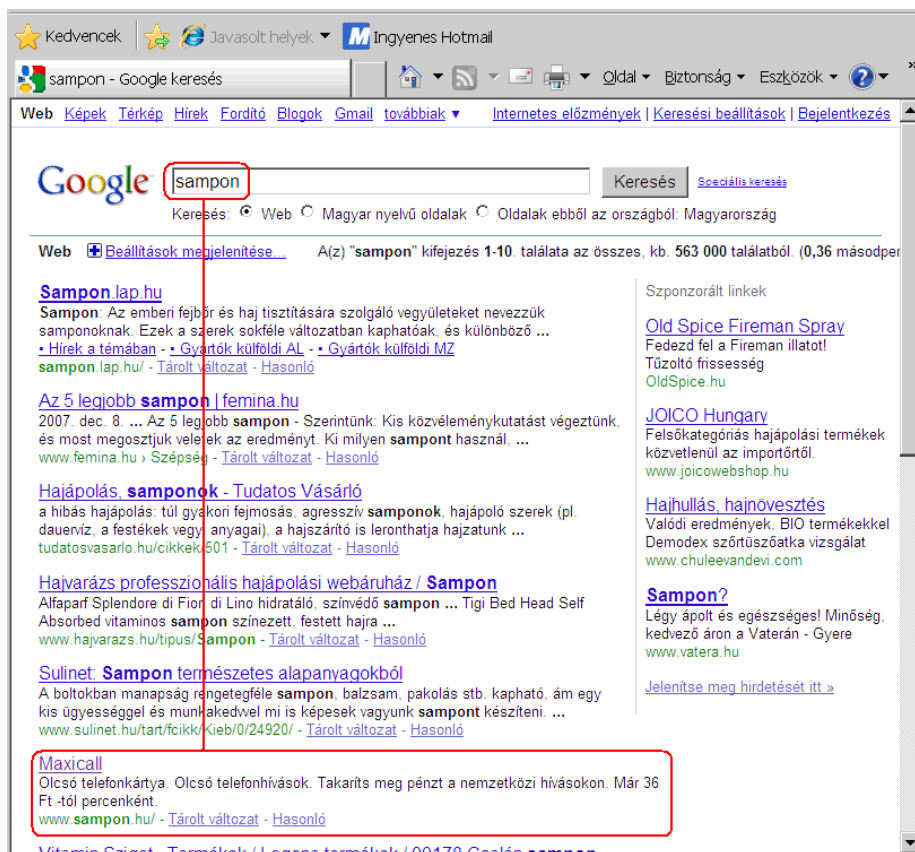 Kedvencek Javasolt helyek Ingyenes Hotmail
sampon - Google keresés Oldal Biztonság Eszközök »
Web Képek Térkép Hírek Fordító Blogok Gmail továbbiak ▼ Internetes előzmények | Keresési beállítások | Bejelentkezés
Google sampon Keresés Speciális keresés
Keresés: Web Magyar nyelvű oldalak Oldalak ebből az országból: Magyarország
Web Beállítások megjelenítése... A(z) "sampon" kifejezés 1-10. találata az összes, kb. 563 000 találatból. (0,36 másodper
Sampon.lap.hu
Sampon: Az emberi fejbőr és haj tisztítására szolgáló vegyületeket nevezzük
samponoknak. Ezek a szerek sokféle változatban kaphatóak, és különböző ...
▪ Hírek a témában - ▪ Gyártók külföldi AL - ▪ Gyártók külföldi MZ
sampon.lap.hu/ - Tárolt változat - Hasonló
Az 5 legjobb sampon | femina.hu
2007. dec. 8. ... Az 5 legjobb sampon - Szerintünk: Kis közvéleménykutatást végeztünk,
és most megosztjuk veletek az eredményt. Ki milyen sampont használ, ...
www.femina.hu › Szépség - Tárolt változat - Hasonló
Hajápolás, samponok - Tudatos Vásárló
a hibás hajápolás: túl gyakori fejmosás, agresszív samponok, hajápoló szerek (pl.
dauervíz, a festékek vegyi anyagai), a hajszárító is leronthatja hajzatunk ...
tudatosvasarlo.hu/cikkek/501 - Tárolt változat - Hasonló
Hajvarázs professzionális hajápolási webáruház / Sampon
Alfaparf Splendore di Fiori di Lino hidratáló, színvédő sampon ... Tigi Bed Head Self
Absorbed vitaminos sampon színezett, festett hajra ...
www.hajvarazs.hu/tipus/Sampon - Tárolt változat - Hasonló
Sulinet: Sampon természetes alapanyagokból
A boltokban manapság rengetegféle sampon, balzsam, pakolás stb. kapható, ám egy
kis ügyességgel és munkakedvvel mi is képesek vagyunk sampont készíteni. ...
www.sulinet.hu/tart/fcikk/Kieb/0/24920/ - Tárolt változat - Hasonló
Maxicall
Olcsó telefonkártya. Olcsó telefonhívások. Takaríts meg pénzt a nemzetközi hívásokon. Már 36
Ft -tól percenként.
www.sampon.hu/ - Tárolt változat - Hasonló
Vitamin Sziget - Termékek / Logona termékek / 00178 Csalán sampon
Szponzorált linkek
Old Spice Fireman Spray
Fedezd fel a Fireman illatot!
Tűzoltó frissesség
OldSpice.hu
JOICO Hungary
Felsőkategóriás hajápolási termékek
közvetlenül az importőrtől.
www.joicowebshop.hu
Hajhullás, hajnövesztés
Valódi eredmények, BIO termékekkel
Demodex szőrtüszőatka vizsgálat
www.chuleevandevi.com
Sampon?
Légy ápolt és egészséges! Minőség,
kedvező áron a Vaterán - Gyere
www.vatera.hu
Jelenítse meg hirdetését itt »